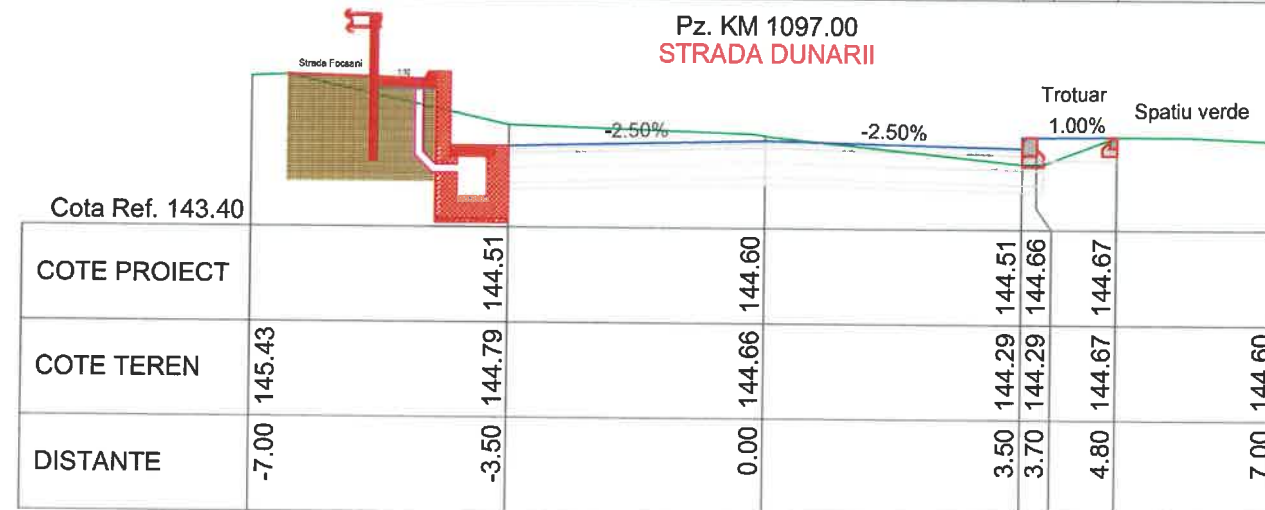 Pz. KM 1097.00
STRADA DUNARII
Strada Focsani
Trotuar
Spatiu verde
-2.50%
-2.50%
1.00%
Cota Ref. 143.40
COTE PROIECT
144.51
144.60
144.51
144.66
144.67
COTE TEREN
145.43
144.79
144.66
144.29
144.29
144.67
144.60
DISTANTE
-7.00
-3.50
0.00
3.50
3.70
4.80
7.00